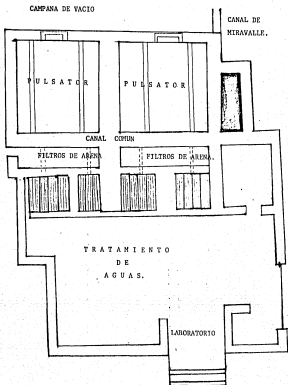 CAMPANA DE VACIO
CANAL DE
MIRAVALLE.
PULSATOR
PULSATOR
CANAL COMUN
FILTROS DE ARENA
FILTROS DE ARENA.
TRATAMIENTO
DE
AGUAS.
LABORATORIO